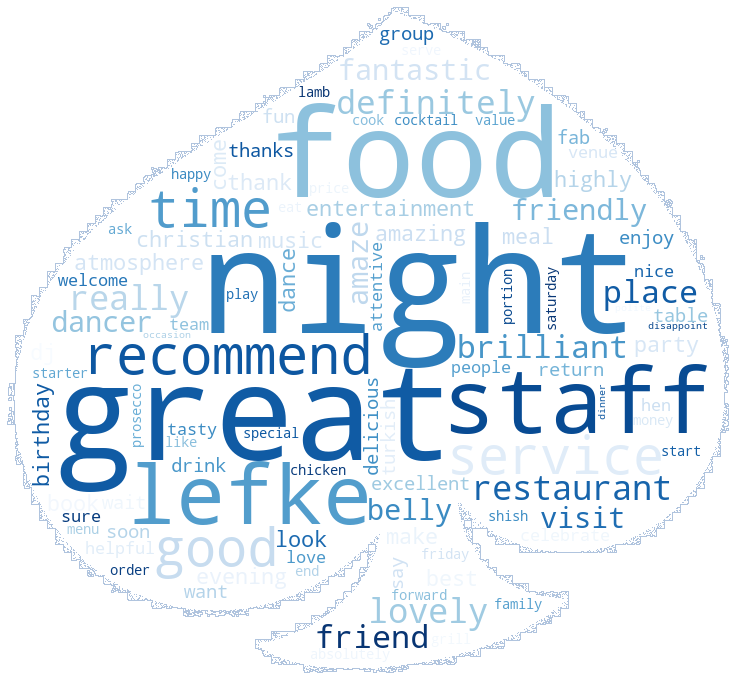 group
serve
fantastic
lamb
definitely
fun
food
cook
cocktail
value
fab
thanks
come
venue
happy
thank
price
highly
eat
time
entertainment
friendly
ask
christian
music
amaze
amazing
meal
enjoy
atmosphere
dance
attentive
night
nice
welcome
really
play
main
portion
saturday
place
dancer
team
table
occasion
disappoint
dj
recommend
brilliant
party
starter
people
return
birthday
great
staff
prosecco
tasty
special
like
delicious
turkish
dinner
hen
money
service
start
drink
chicken
lefke
excellent
restaurant
book
wait
belly
visit
sure
shish
menu
soon
good
look
make
celebrate
helpful
love
friday
order
evening
end
say
best
want
forward
lovely
family
friend
grill
absolutely